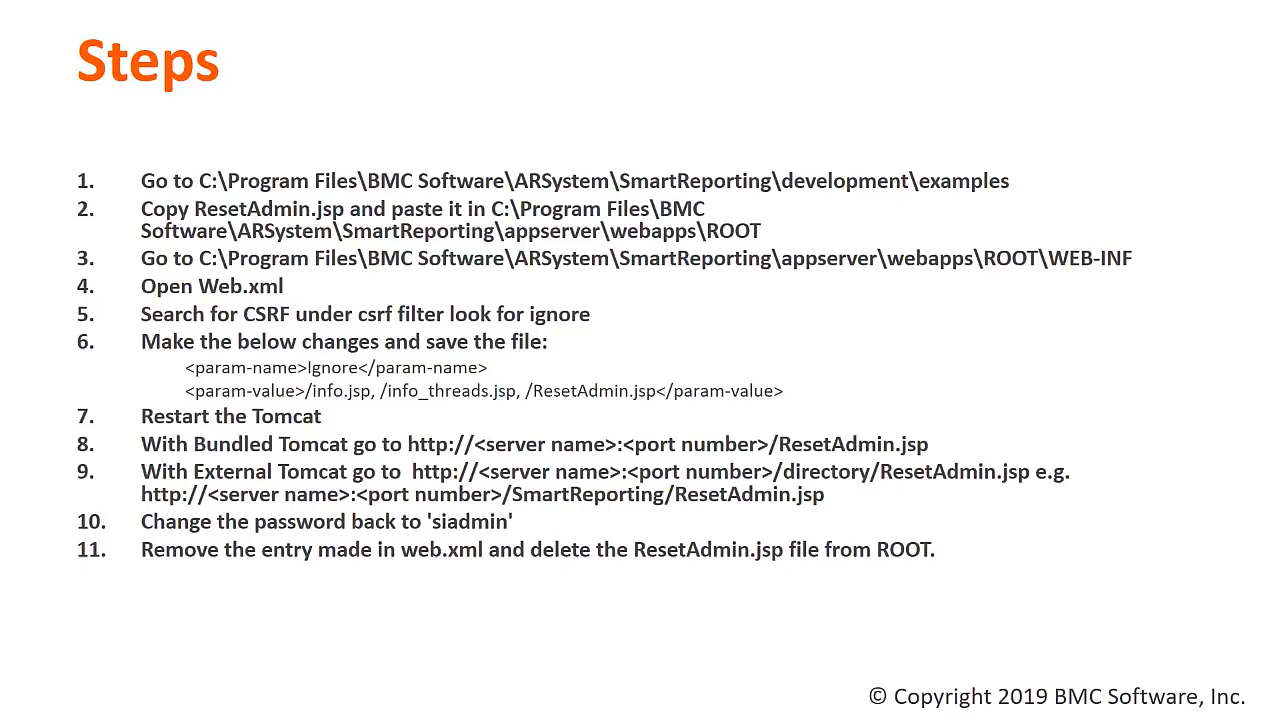 Steps
1. Go to C:\Program Files\BMC Software\ARSystem\SmartReporting\development\examples
2. Copy ResetAdmin.jsp and paste it in C:\Program Files\BMC
Software\ARSystem\SmartReporting\appserver\webapps\ROOT
3. Go to C:\Program Files\BMC Software\ARSystem\SmartReporting\appserver\webapps\ROOT\WEB-INF
4. Open Web.xml
5. Search for CSRF under csrf filter look for ignore
6. Make the below changes and save the file:
<param-name>Ignore</param-name>
<param-value>/info.jsp, /info_threads.jsp, /ResetAdmin.jsp</param-value>
7. Restart the Tomcat
8. With Bundled Tomcat go to http://<server name>:<port number>/ResetAdmin.jsp
9. With External Tomcat go to http://<server name>:<port number>/directory/ResetAdmin.jsp e.g.
http://<server name>:<port number>/SmartReporting/ResetAdmin.jsp
10. Change the password back to 'siadmin'
11. Remove the entry made in web.xml and delete the ResetAdmin.jsp file from ROOT.
© Copyright 2019 BMC Software, Inc.